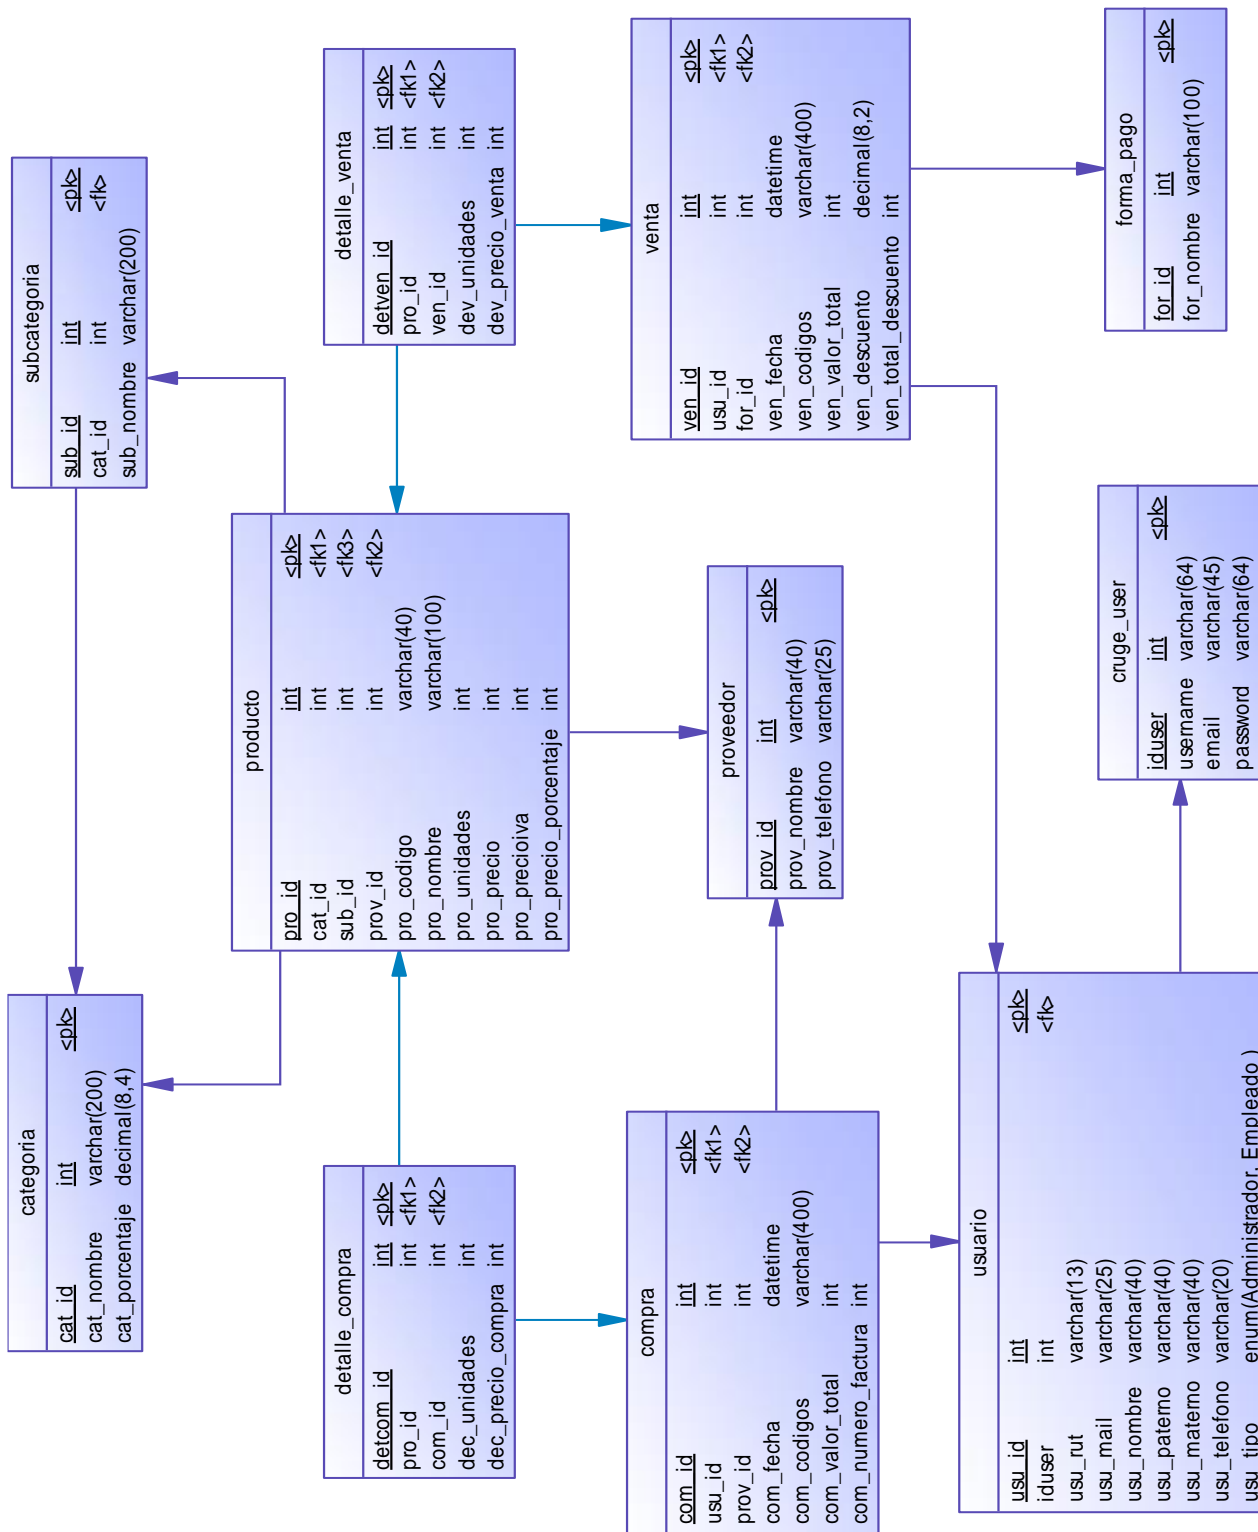 categoria
cat_id int <pk>
cat_nombre varchar(200)
cat_porcentaje decimal(8,4)
subcategoria
sub_id int <pk>
cat_id int <fk>
sub_nombre varchar(200)
producto
pro_id int <pk>
cat_id int <fk1>
sub_id int <fk3>
prov_id int <fk2>
pro_codigo varchar(40)
pro_nombre varchar(100)
pro_unidades int
pro_precio int
pro_precioiva int
pro_precio_porcentaje int
detalle_compra
detcom_id int <pk>
pro_id int <fk1>
com_id int <fk2>
dec_unidades int
dec_precio_compra int
detalle_venta
detven_id int <pk>
pro_id int <fk1>
ven_id int <fk2>
dev_unidades int
dev_precio_venta int
compra
com_id int <pk>
usu_id int <fk1>
prov_id int <fk2>
com_fecha datetime
com_codigos varchar(400)
com_valor_total int
com_numero_factura int
proveedor
prov_id int <pk>
prov_nombre varchar(40)
prov_telefono varchar(25)
venta
ven_id int <pk>
usu_id int <fk1>
for_id int <fk2>
ven_fecha datetime
ven_codigos varchar(400)
ven_valor_total int
ven_descuento decimal(8,2)
ven_total_descuento int
usuario
usu_id int <pk>
iduser int <fk>
usu_rut varchar(13)
usu_mail varchar(25)
usu_nombre varchar(40)
usu_paterno varchar(40)
usu_materno varchar(40)
usu_telefono varchar(20)
usu_tipo enum(Administrador, Empleado )
cruge_user
iduser int <pk>
username varchar(64)
email varchar(45)
password varchar(64)
forma_pago
for_id int <pk>
for_nombre varchar(100)